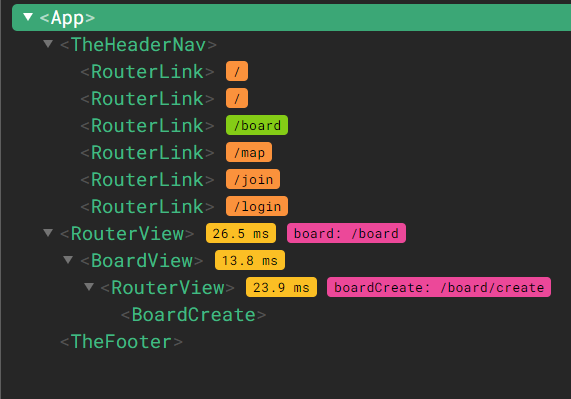 <App>
<TheHeaderNav>
<RouterLink> /
<RouterLink> /
<RouterLink> /board
<RouterLink> /map
<RouterLink> /join
<RouterLink> /login
<RouterView> 26.5 ms board: /board
<BoardView> 13.8 ms
<RouterView> 23.9 ms boardCreate: /board/create
<BoardCreate>
<TheFooter>